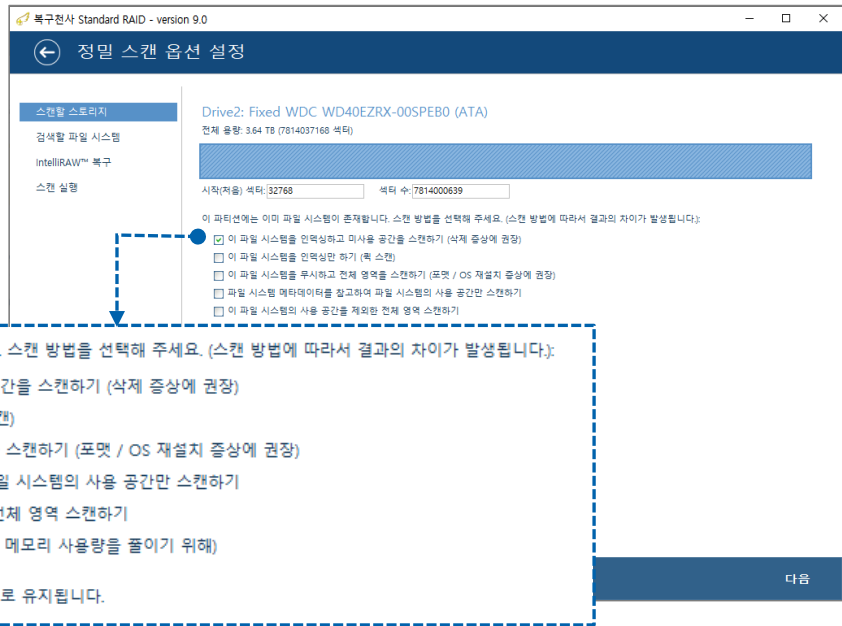 복구천사 Standard RAID - version 9.0
정밀 스캔 옵션 설정
스캔할 스토리지
검색할 파일 시스템
IntelliRAW™ 복구
스캔 실행
Drive2: Fixed WDC WD40EZRX-00SPEB0 (ATA)
전체 용량: 3.64 TB (7814037168 섹터)
시작(처음) 섹터: 32768 섹터 수: 7814000639
이 파티션에는 이미 파일 시스템이 존재합니다. 스캔 방법을 선택해 주세요. (스캔 방법에 따라서 결과의 차이가 발생됩니다.):
이 파일 시스템을 인덱싱하고 미사용 공간을 스캔하기 (삭제 증상에 권장)
이 파일 시스템을 인덱싱만 하기 (퀵 스캔)
이 파일 시스템을 무시하고 전체 영역을 스캔하기 (포맷 / OS 재설치 증상에 권장)
파일 시스템 메타데이터를 참고하여 파일 시스템의 사용 공간만 스캔하기
이 파일 시스템의 사용 공간을 제외한 전체 영역 스캔하기
. 스캔 방법을 선택해 주세요. (스캔 방법에 따라서 결과의 차이가 발생됩니다.):
간을 스캔하기 (삭제 증상에 권장)
캔)
스캔하기 (포맷 / OS 재설치 증상에 권장)
일 시스템의 사용 공간만 스캔하기
전체 영역 스캔하기
메모리 사용량을 풀이기 위해)
로 유지됩니다.
다음